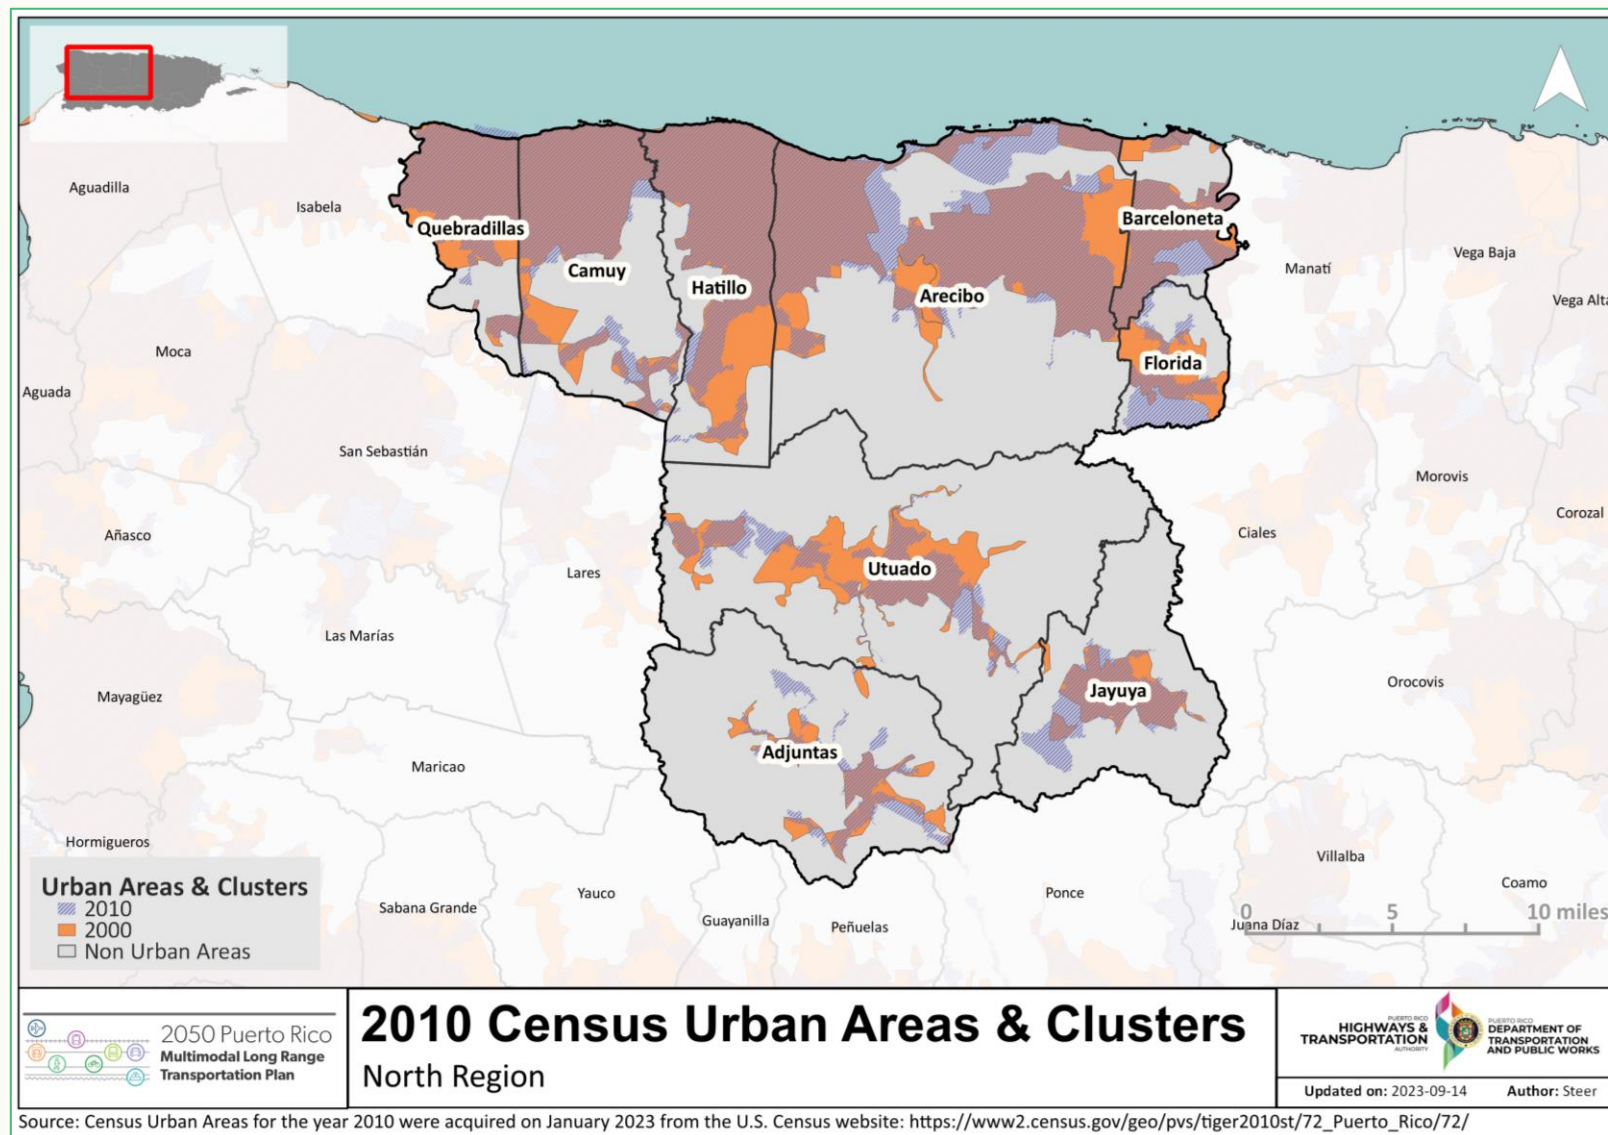 Aguadilla
Isabela
Quebradillas
Camuy
Hatillo
Arecibo
Barceloneta
Manatí
Vega Baja
Vega Alta
Moca
Aguada
Florida
San Sebastián
Morovis
Corozal
Añasco
Lares
Utuado
Ciales
Las Marías
Mayagüez
Jayuya
Orocovis
Adjuntas
Maricao
Hormigueros
Villalba
Coamo
Sabana Grande
Yauco
Guayanilla
Peñuelas
Ponce
Juana Díaz
0 5 10 miles
Urban Areas & Clusters
2010
2000
Non Urban Areas
2050 Puerto Rico
Multimodal Long Range
Transportation Plan
2010 Census Urban Areas & Clusters
North Region
PUERTO RICO
HIGHWAYS &
TRANSPORTATION
AUTHORITY
PUERTO RICO
DEPARTMENT OF
TRANSPORTATION
AND PUBLIC WORKS
Updated on: 2023-09-14 Author: Steer
Source: Census Urban Areas for the year 2010 were acquired on January 2023 from the U.S. Census website: https://www2.census.gov/geo/pvs/tiger2010st/72_Puerto_Rico/72/